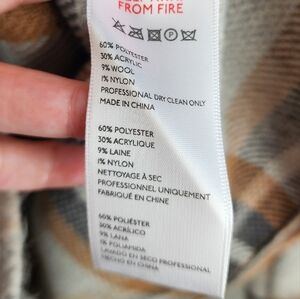 FROM FIRE
60% POLYESTER
30% ACRYLIC
9% WOOL
1% NYLON
PROFESSIONAL DRY CLEAN ONLY
MADE IN CHINA
60% POLYESTER
30% ACRYLIQUE
9% LAINE
1% NYLON
NETTOYAGE À SEC
PROFESSIONNEL UNIQUEMENT
FABRIQUÉ EN CHINE
60% POLIÉSTER
30% ACRÍLICO
9% LANA
1% POLIAMIDA
LAVADO EN SECO PROFESIONAL
HECHO EN CHINA